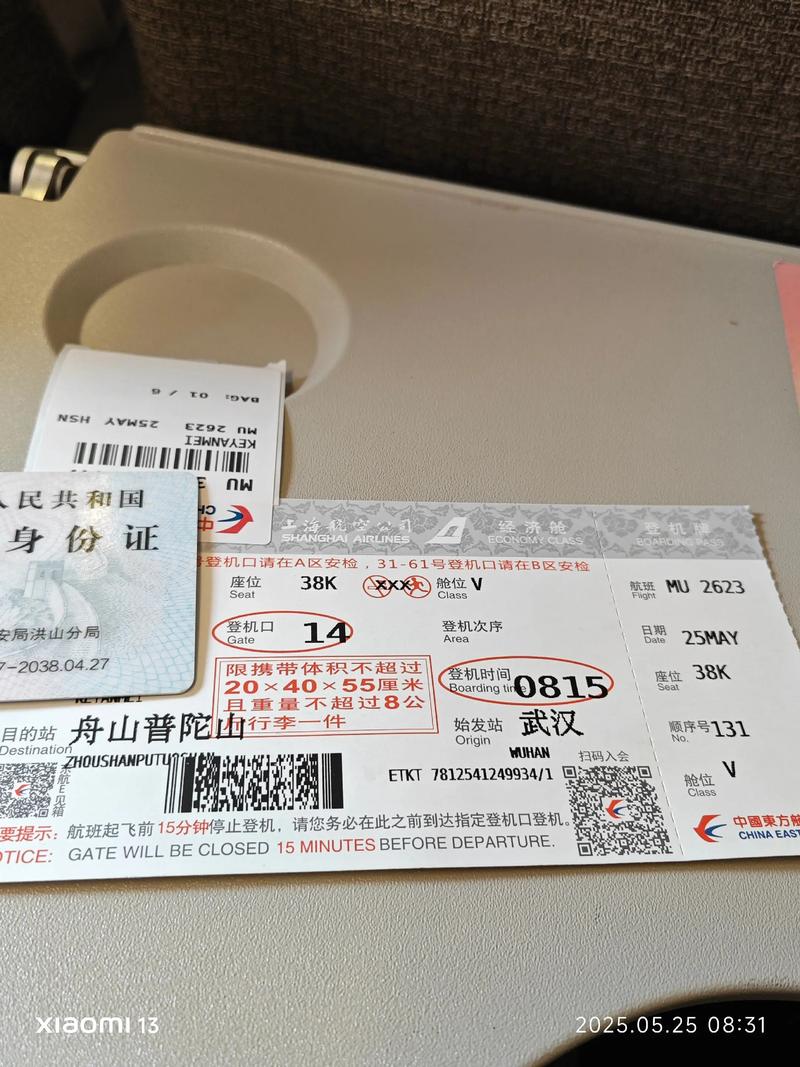 BAG: 01 / 6
MU 2623 25MAY HSN
KEYANMEI
MU
人民共和国
身份证
安局洪山分局
7-2038.04.27
上海航空公司
SHANGHAI AIRLINES
经济舱
ECONOMY CLASS
登机牌
BOARDING PASS
号登机口请在A区安检，31-61号登机口请在B区安检
座位 38K
Seat
XXX
舱位 V
Class
登机口 14
Gate
登机次序
Area
限携带体积不超过
20×40×55厘米
且重量不超过8公
斤行李一件
登机时间 0815
Boarding time
KEYANMEI
目的站 舟山普陀山
Destination
ZHOUSHANPUTUOSH
始发站 武汉
Origin
WUHAN
ETKT 7812541249934/1
扫码入会
东航E见箱
要提示：航班起飞前15分钟停止登机，请您务必在此之前到达指定登机口登机。
OTICE: GATE WILL BE CLOSED 15 MINUTES BEFORE DEPARTURE.
航班 MU 2623
Flight
日期 25MAY
Date
座位 38K
Seat
顺序号 131
No.
舱位 V
Class
中國東方航
CHINA EAST
xiaomi 13
2025.05.25 08:31